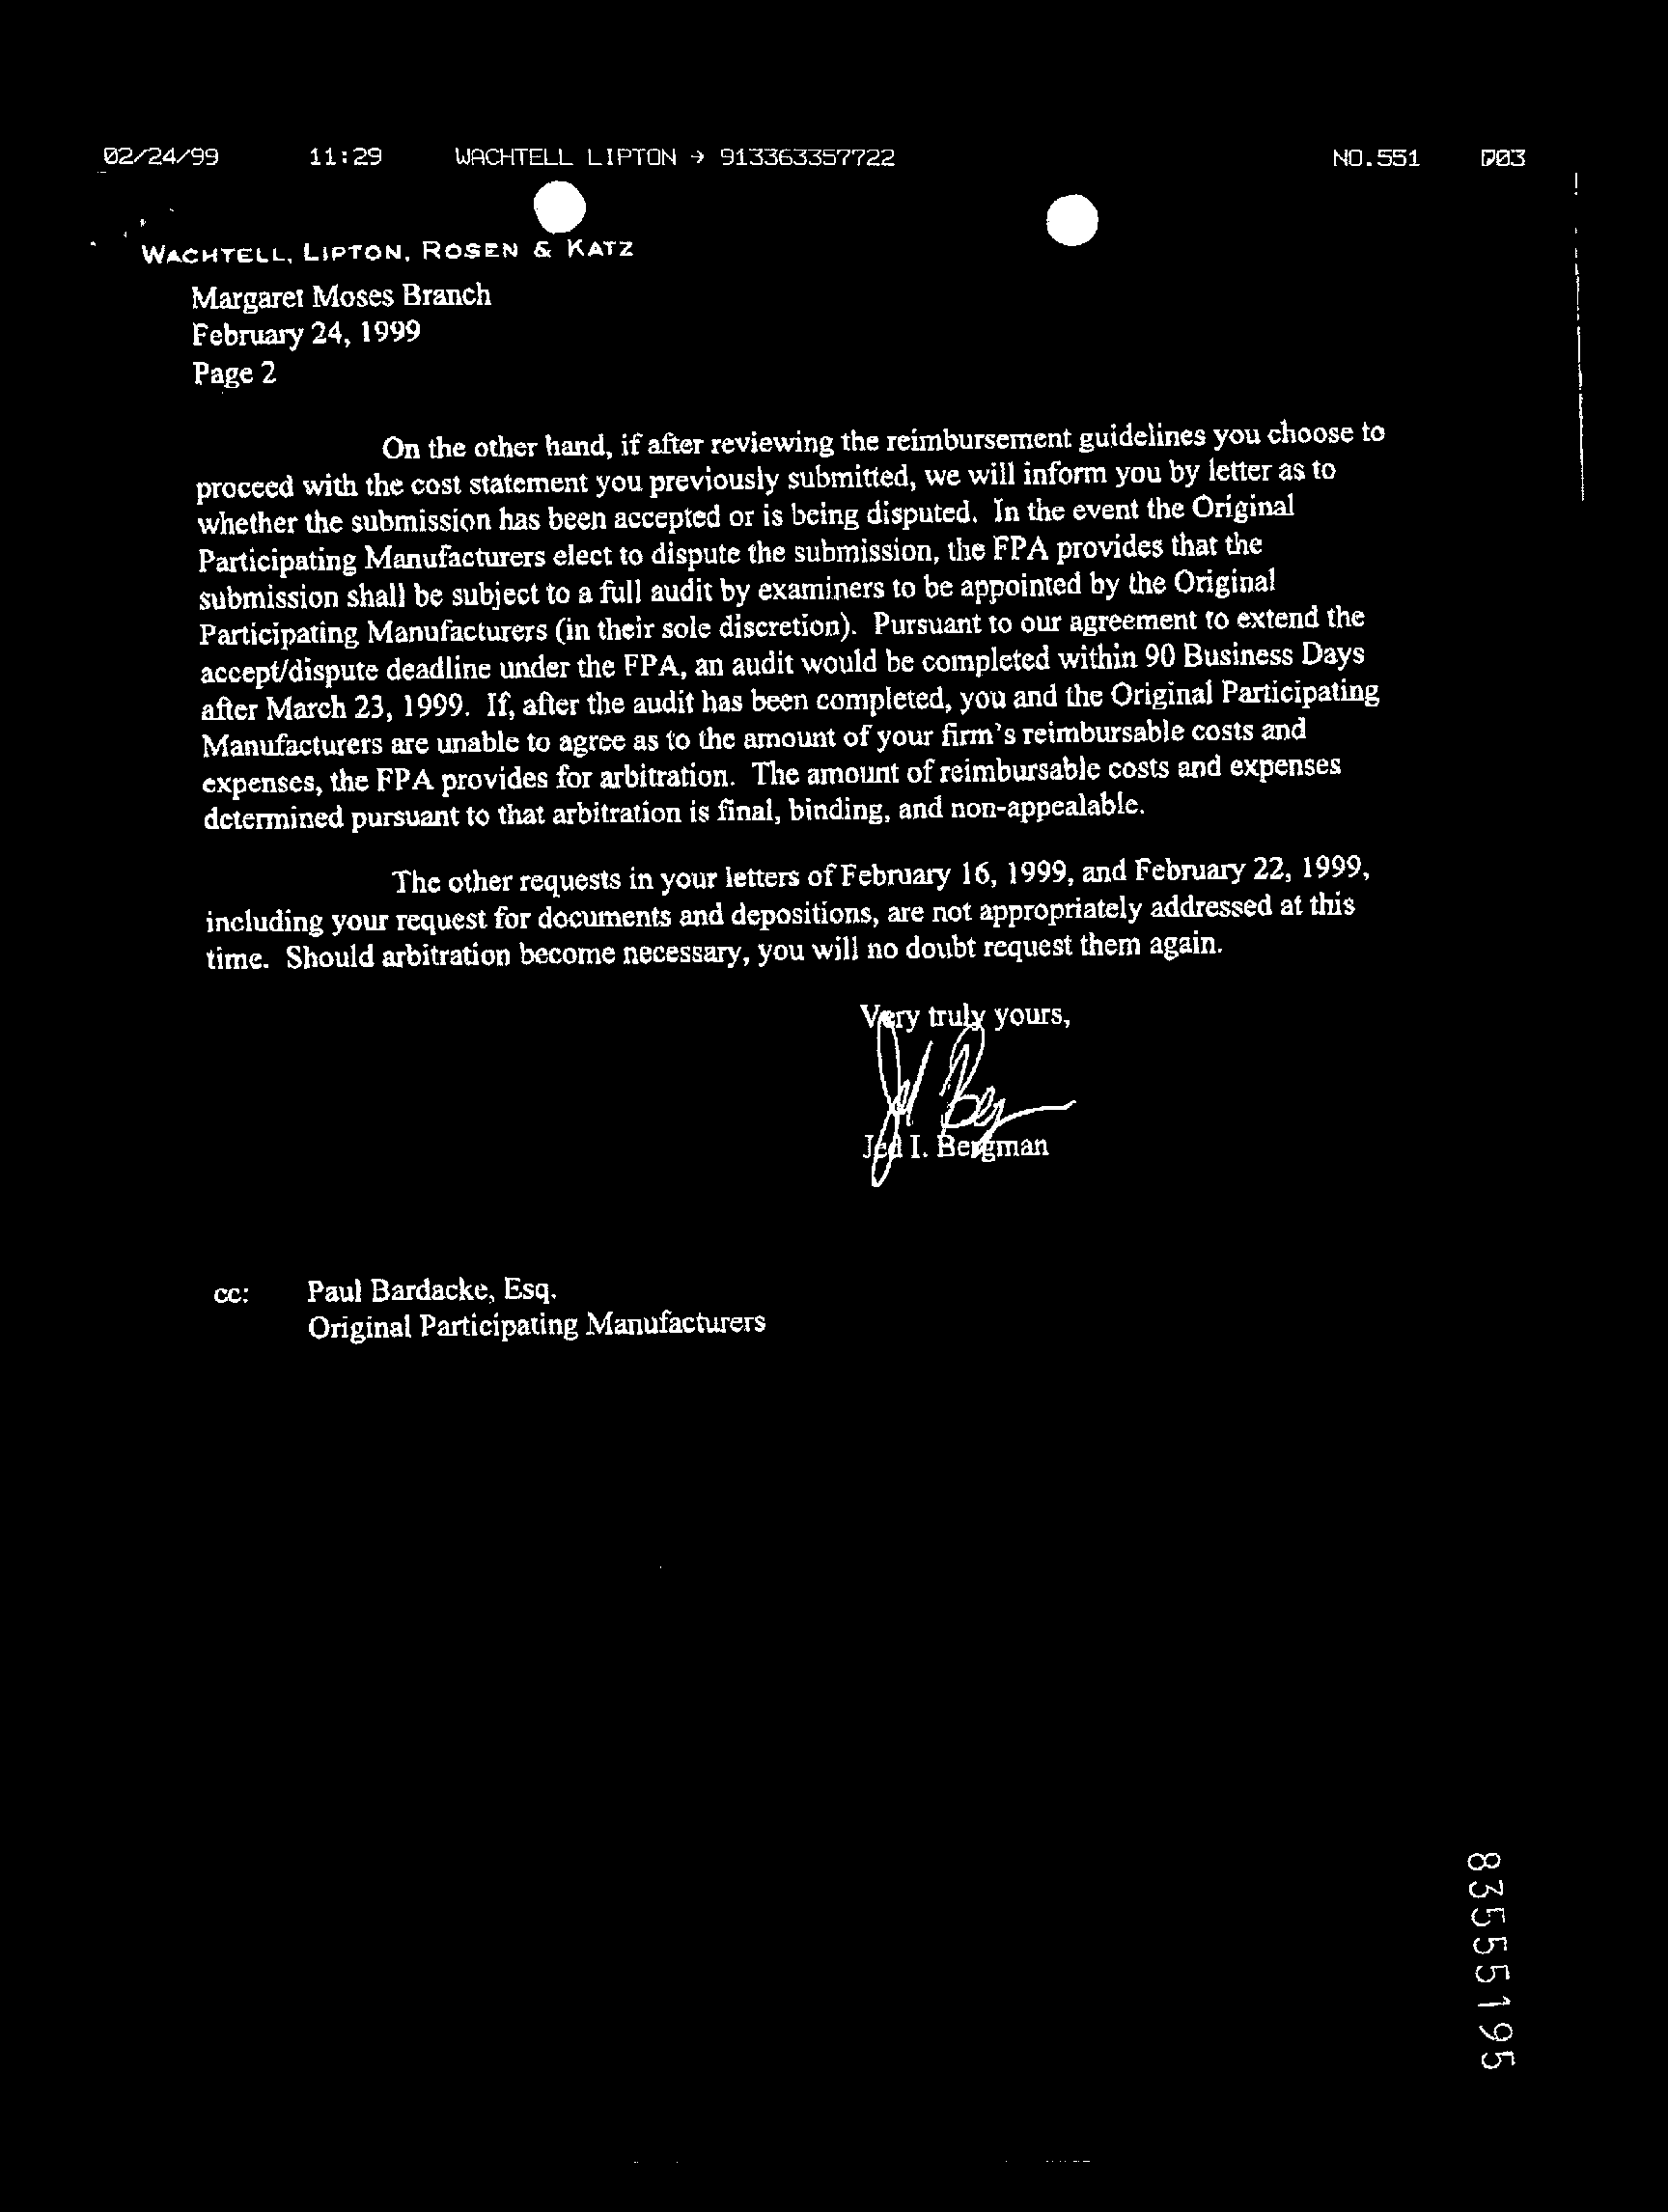 02/24/99 11:29 WACHTELL LIPTON → 913363357722 NO.551 P03
WACHTELL, LIPTON, ROSEN & KATZ
Margaret Moses Branch
February 24, 1999
Page 2
On the other hand, if after reviewing the reimbursement guidelines you choose to
proceed with the cost statement you previously submitted, we will inform you by letter as to
whether the submission has been accepted or is being disputed. In the event the Original
Participating Manufacturers elect to dispute the submission, the FPA provides that the
submission shall be subject to a full audit by examiners to be appointed by the Original
Participating Manufacturers (in their sole discretion). Pursuant to our agreement to extend the
accept/dispute deadline under the FPA, an audit would be completed within 90 Business Days
after March 23, 1999. If, after the audit has been completed, you and the Original Participating
Manufacturers are unable to agree as to the amount of your firm's reimbursable costs and
expenses, the FPA provides for arbitration. The amount of reimbursable costs and expenses
determined pursuant to that arbitration is final, binding, and non-appealable.
The other requests in your letters of February 16, 1999, and February 22, 1999,
including your request for documents and depositions, are not appropriately addressed at this
time. Should arbitration become necessary, you will no doubt request them again.
Very truly yours,
Jed I. Bergman
cc: Paul Bardacke, Esq.
Original Participating Manufacturers
83555195